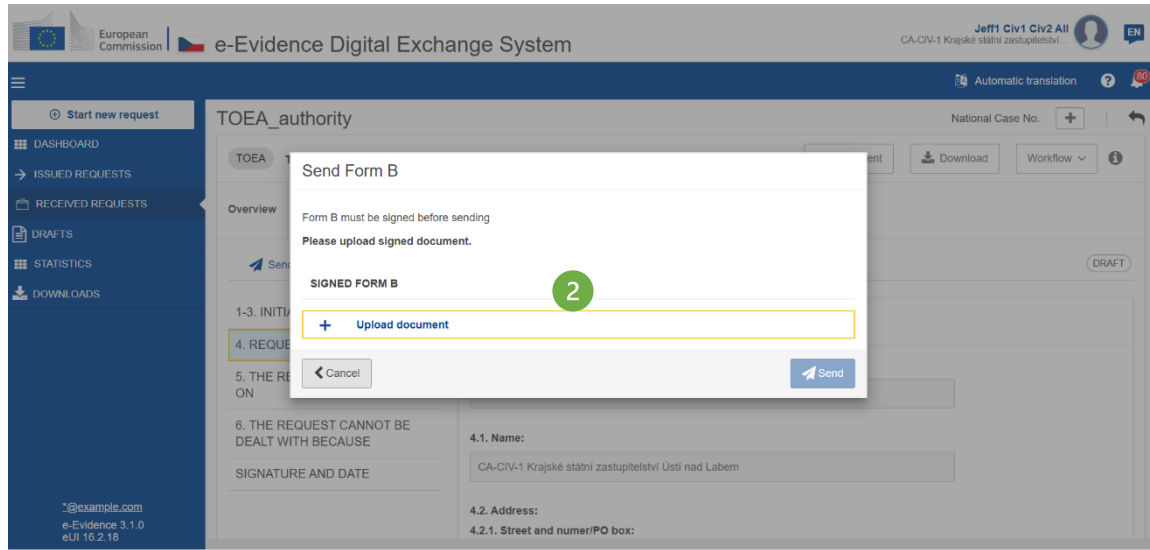 European
Commission
e-Evidence Digital Exchange System
Jeff1 Civ1 Civ2 All
CA-CIV-1 Krajské státní zastupitelství...
EN
Automatic translation
?
60
Start new request
TOEA_authority
National Case No.
+
DASHBOARD
ISSUED REQUESTS
RECEIVED REQUESTS
DRAFTS
STATISTICS
DOWNLOADS
TOEA
Download
Workflow
Overview
DRAFT
Send Form B
Form B must be signed before sending
Please upload signed document.
SIGNED FORM B
2
+ Upload document
Cancel
Send
1-3. INITI
4. REQUE
5. THE RE
ON
6. THE REQUEST CANNOT BE
DEALT WITH BECAUSE
SIGNATURE AND DATE
4.1. Name:
CA-CIV-1 Krajské státní zastupitelství Ústí nad Labem
4.2. Address:
4.2.1. Street and numer/PO box:
*@example.com
e-Evidence 3.1.0
eUI 16.2.18